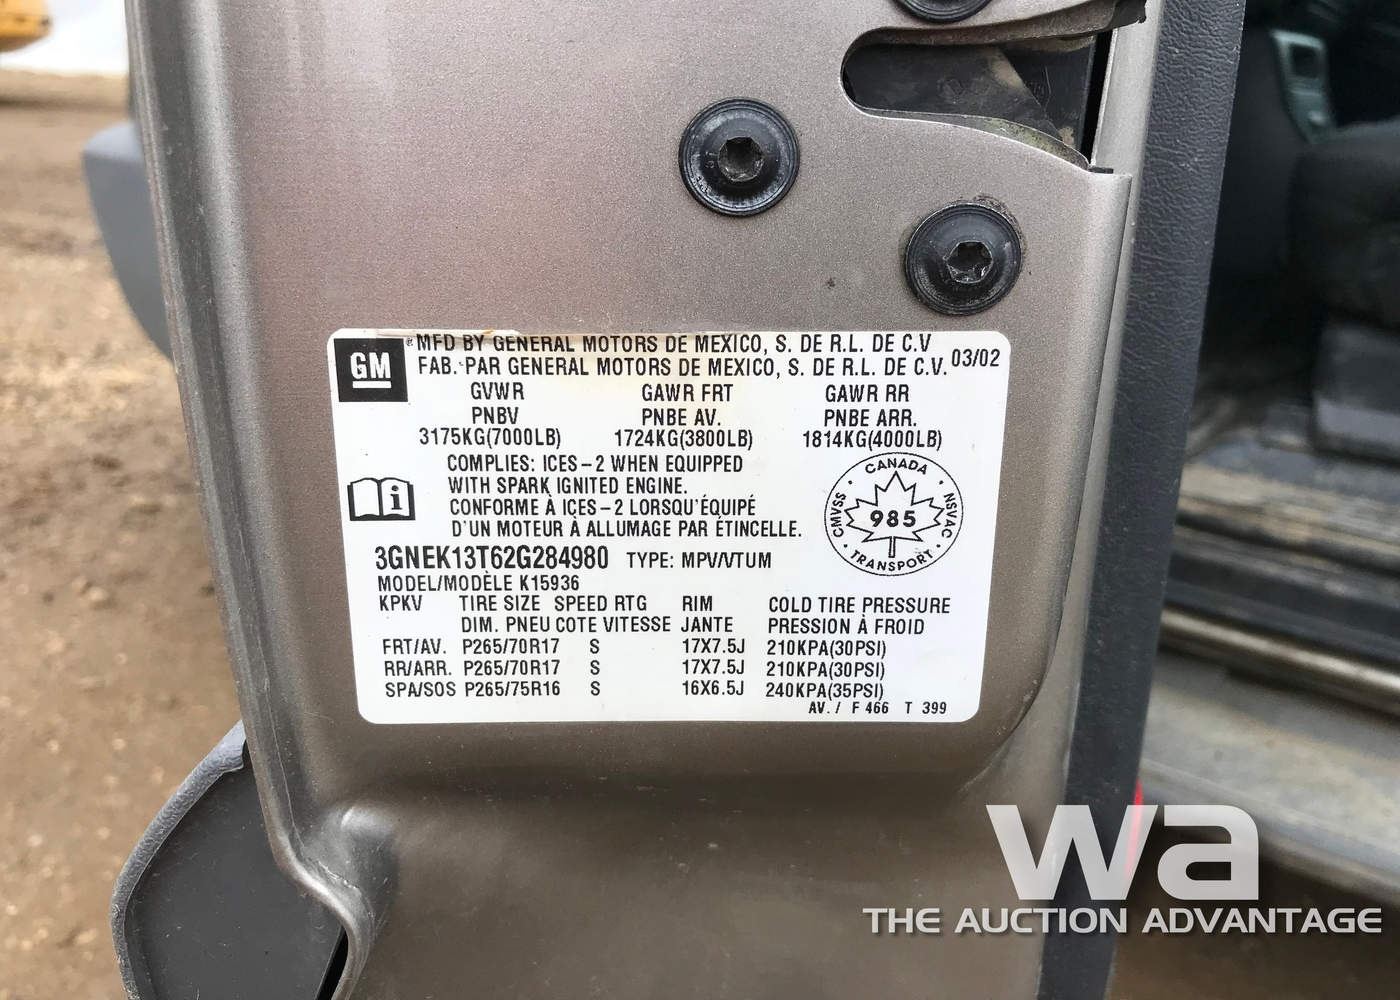 GM
MFD BY GENERAL MOTORS DE MEXICO, S. DE R.L. DE C.V
FAB. PAR GENERAL MOTORS DE MEXICO, S. DE R.L. DE C.V. 03/02
GVWR GAWR FRT GAWR RR
PNBV PNBE AV. PNBE ARR.
3175KG(7000LB) 1724KG(3800LB) 1814KG(4000LB)
COMPLIES: ICES-2 WHEN EQUIPPED
WITH SPARK IGNITED ENGINE.
CONFORME À ICES-2 LORSQU'ÉQUIPÉ
D'UN MOTEUR À ALLUMAGE PAR ÉTINCELLE.
CANADA
CMVSS 985 NSVAC
TRANSPORT
3GNEK13T62G284980 TYPE: MPV/VTUM
MODEL/MODÈLE K15936
KPKV TIRE SIZE SPEED RTG RIM COLD TIRE PRESSURE
DIM. PNEU COTE VITESSE JANTE PRESSION À FROID
FRT/AV. P265/70R17 S 17X7.5J 210KPA(30PSI)
RR/ARR. P265/70R17 S 17X7.5J 210KPA(30PSI)
SPA/SOS P265/75R16 S 16X6.5J 240KPA(35PSI)
AV. / F 466 T 399
wa
THE AUCTION ADVANTAGE